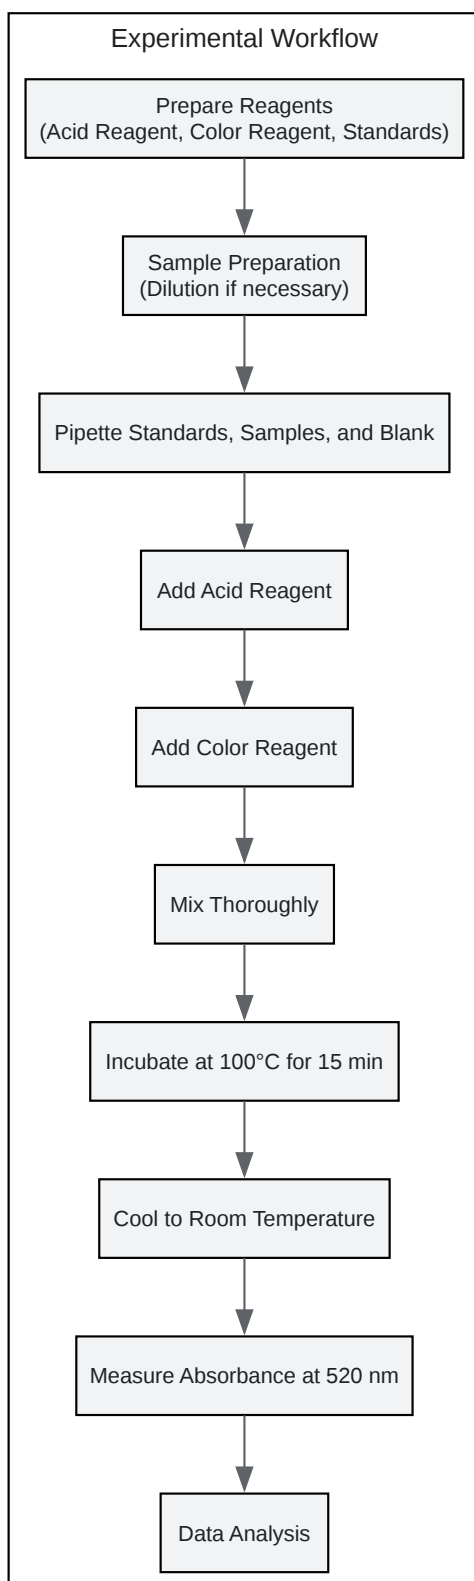 Experimental Workflow
Prepare Reagents
(Acid Reagent, Color Reagent, Standards)
Sample Preparation
(Dilution if necessary)
Pipette Standards, Samples, and Blank
Add Acid Reagent
Add Color Reagent
Mix Thoroughly
Incubate at 100°C for 15 min
Cool to Room Temperature
Measure Absorbance at 520 nm
Data Analysis